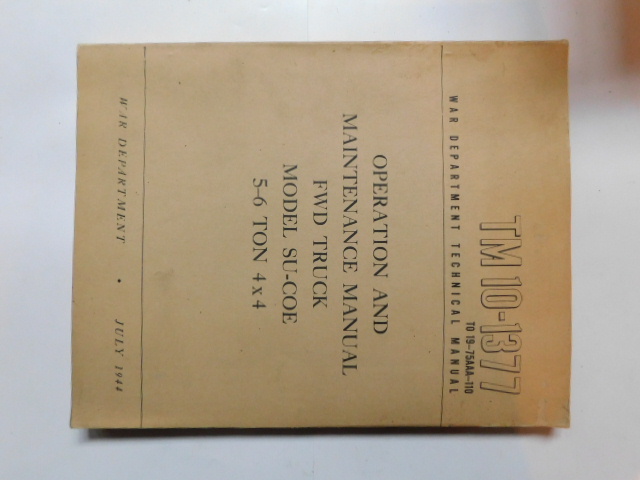 TM 10-1377
TO 19-75AAA-110
WAR DEPARTMENT TECHNICAL MANUAL
OPERATION AND
MAINTENANCE MANUAL
FWD TRUCK
MODEL SU-COE
5-6 TON 4x4
WAR DEPARTMENT • JULY 1944